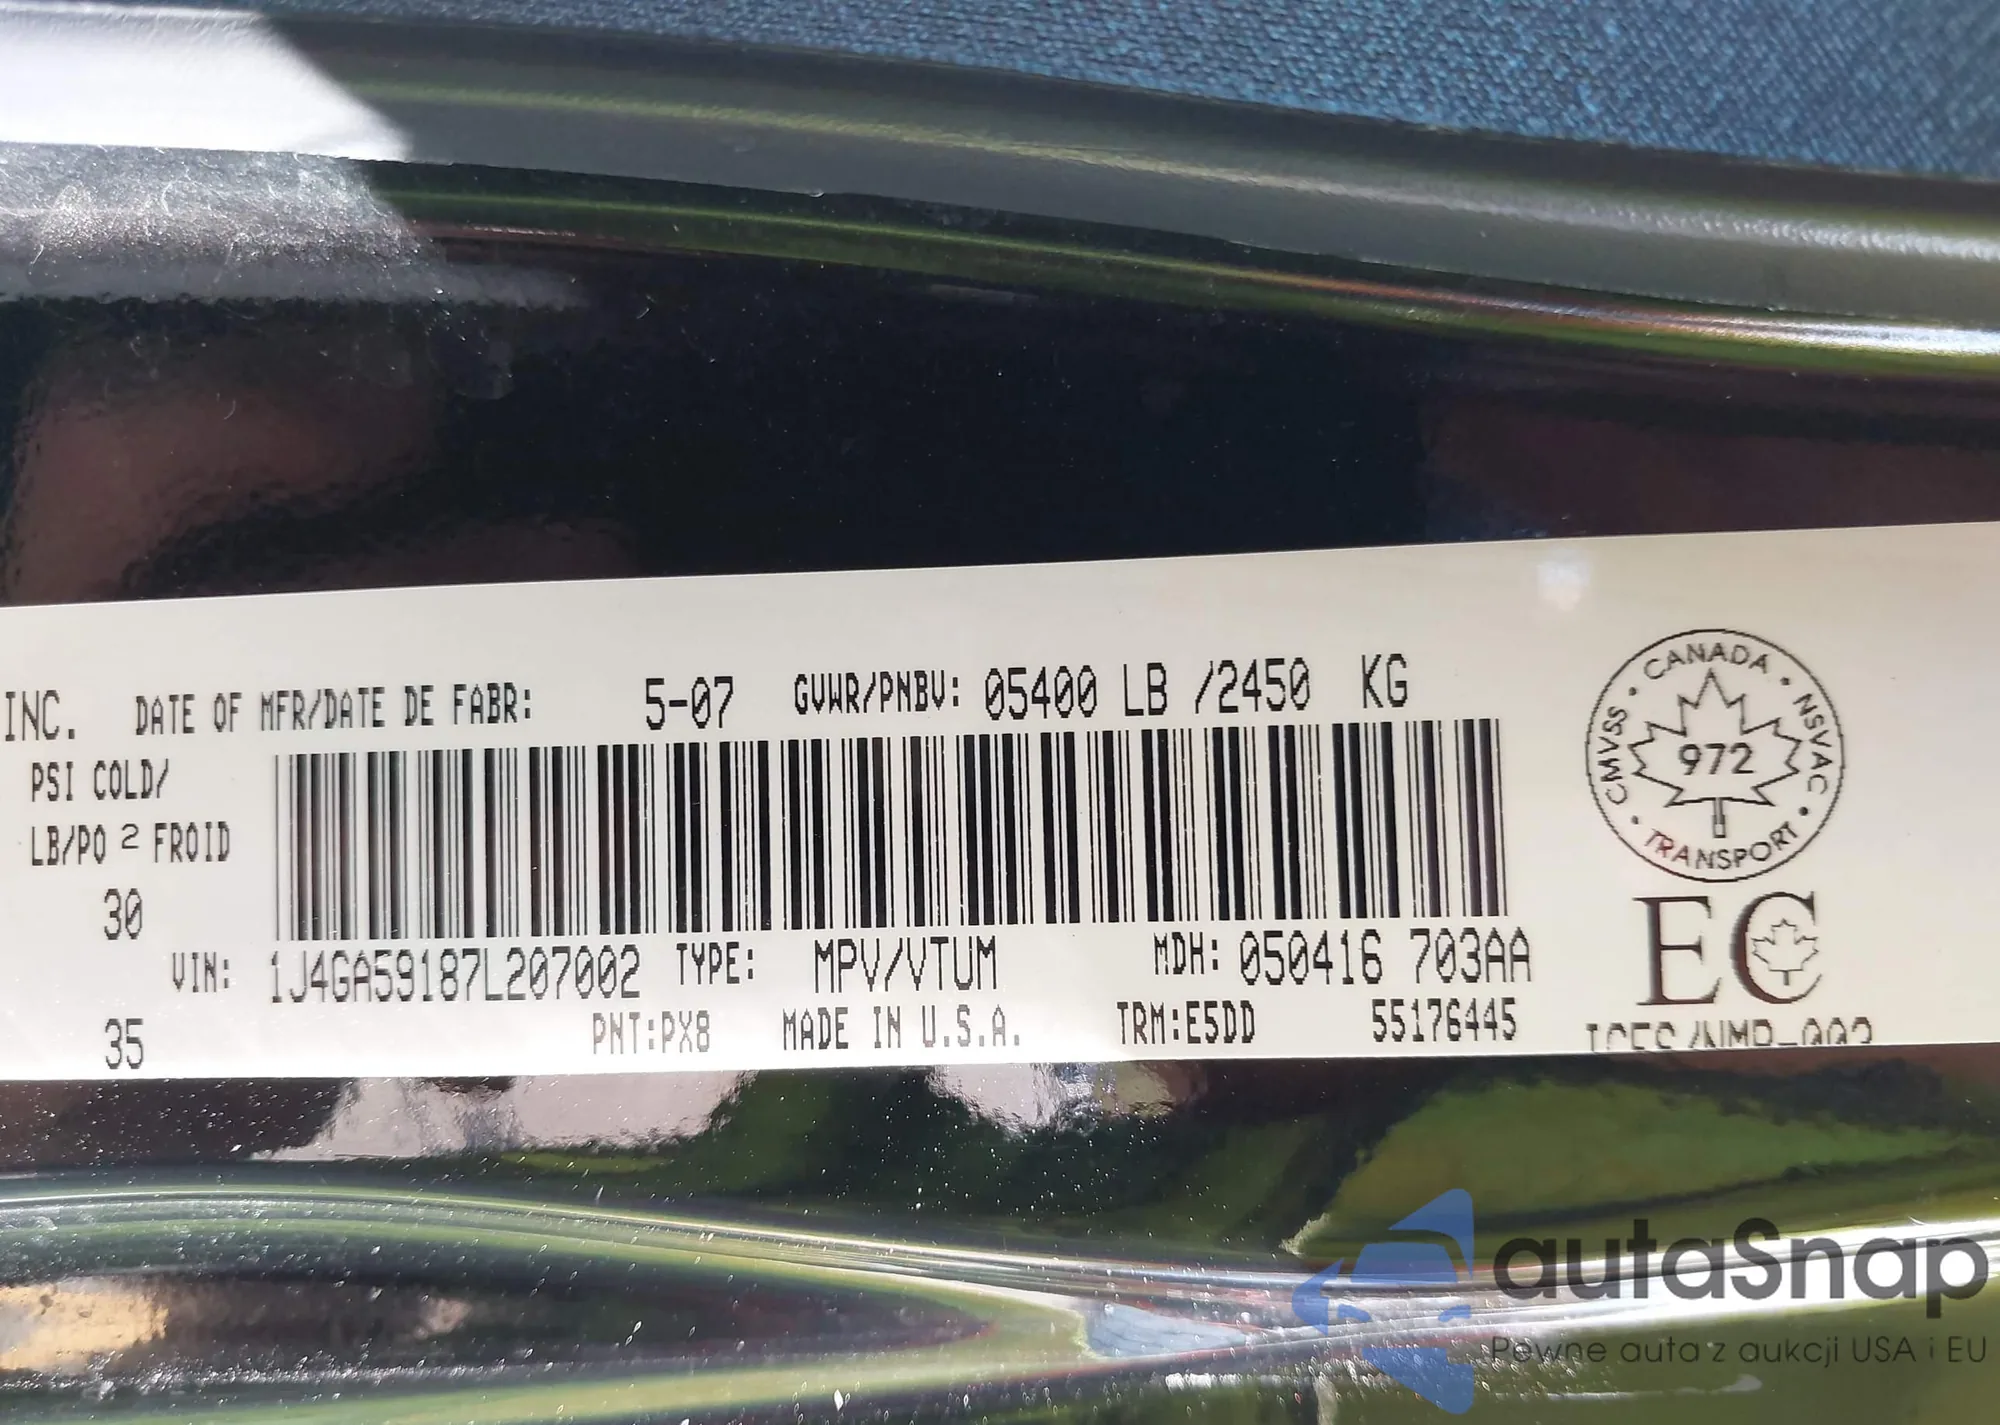 INC. DATE OF MFR/DATE DE FABR: 5-07 GVWR/PNBV: 05400 LB /2450 KG
PSI COLD/
LB/PO 2 FROID
30
VIN: 1J4GA59187L207002 TYPE: MPV/VTUM MDH: 050416 703AA
35 PNT:PX8 MADE IN U.S.A. TRM:E5DD 55176445
CANADA • NSVAC • TRANSPORT • CMVSS •
972
EC
autaSnap
Pewne auta z aukcji USA i EU